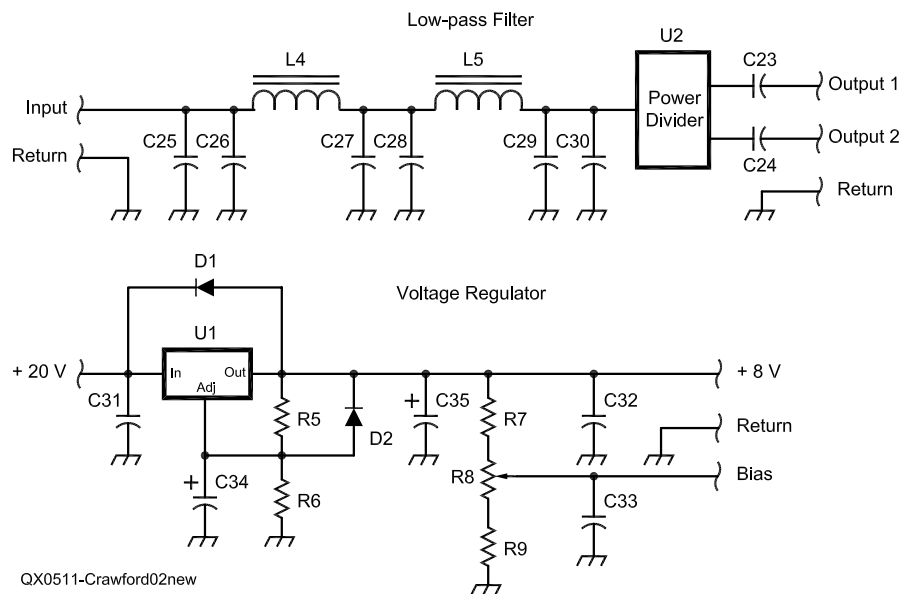 Low-pass Filter
U2
L4
L5
C23
Input
Power
Divider
Output 1
C25
C26
C27
C28
C29
C30
Output 2
Return
C24
Return
D1
Voltage Regulator
U1
+ 20 V
In
Out
Adj
+ 8 V
C31
R5
D2
+
C35
R7
C32
Return
+
C34
R6
R8
Bias
C33
R9
QX0511-Crawford02new